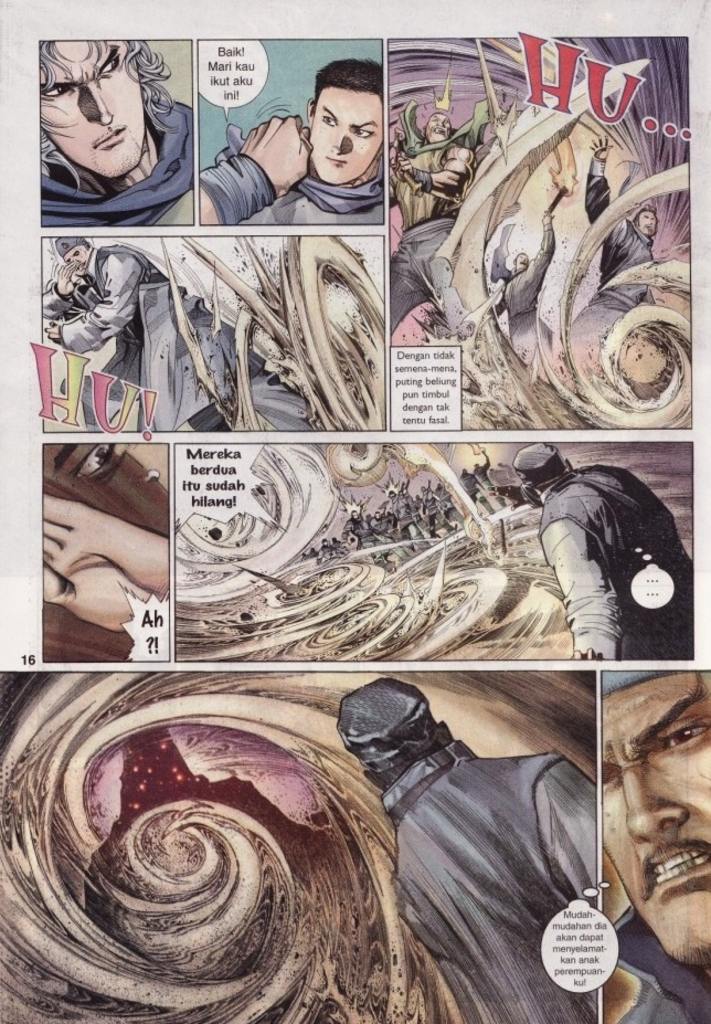 Baik!
Mari kau
ikut aku
ini!
HU...
Dengan tidak
semena-mena,
puting beliung
pun timbul
dengan tak
tentu fasal.
HU!
Ah
?!
Mereka
berdua
itu sudah
hilang!
...
...
16
Mudah-
mudahan dia
akan dapat
menyelamat-
kan anak
perempuan-
ku!